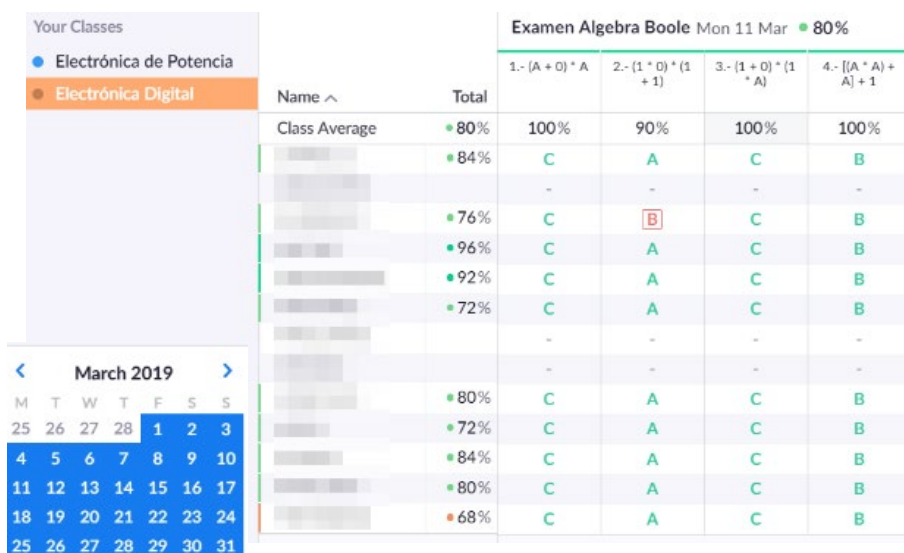 Your Classes
Electrónica de Potencia
Electrónica Digital
Examen Algebra Boole Mon 11 Mar 80%
Name Total 1.- (A + 0) * A 2.- (1 * 0) * (1 + 1) 3.- (1 + 0) * (1 * A) 4.- [(A * A) + A] + 1
Class Average 80% 100% 90% 100% 100%
84% C A C B
- - - -
76% C B C B
96% C A C B
92% C A C B
72% C A C B
- - - -
- - - -
80% C A C B
72% C A C B
84% C A C B
80% C A C B
68% C A C B
< March 2019 >
M T W T F S S
25 26 27 28 1 2 3
4 5 6 7 8 9 10
11 12 13 14 15 16 17
18 19 20 21 22 23 24
25 26 27 28 29 30 31